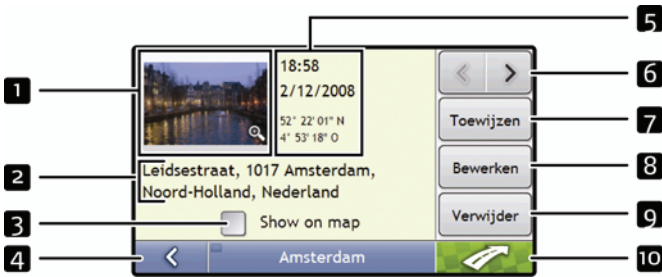 5
18:58
1
2/12/2008
6
52° 22' 01" N
4° 53' 18" O
Toewijzen
7
2
Leidsestraat, 1017 Amsterdam,
Noord-Holland, Nederland
Bewerken
8
3
Show on map
Verwijder
9
4
Amsterdam
10